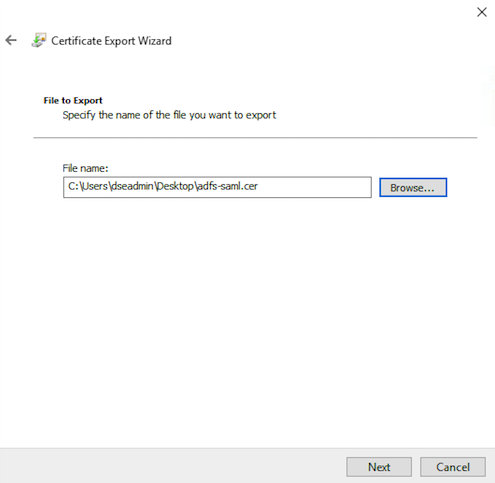 Certificate Export Wizard
File to Export
Specify the name of the file you want to export
File name:
C:\Users\dseadmin\Desktop\adfs-saml.cer
Browse...
Next
Cancel